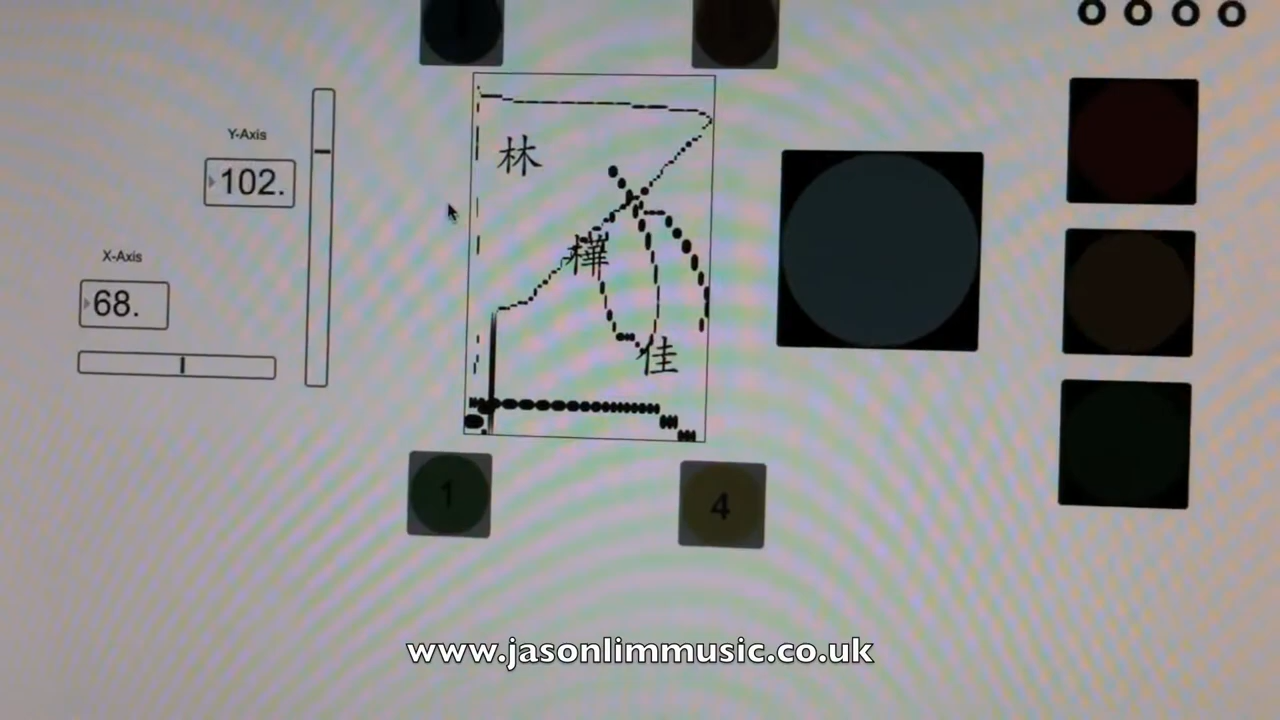 Y-Axis
102.
X-Axis
68.
林
樺
佳
1
4
www.jasonlimmusic.co.uk